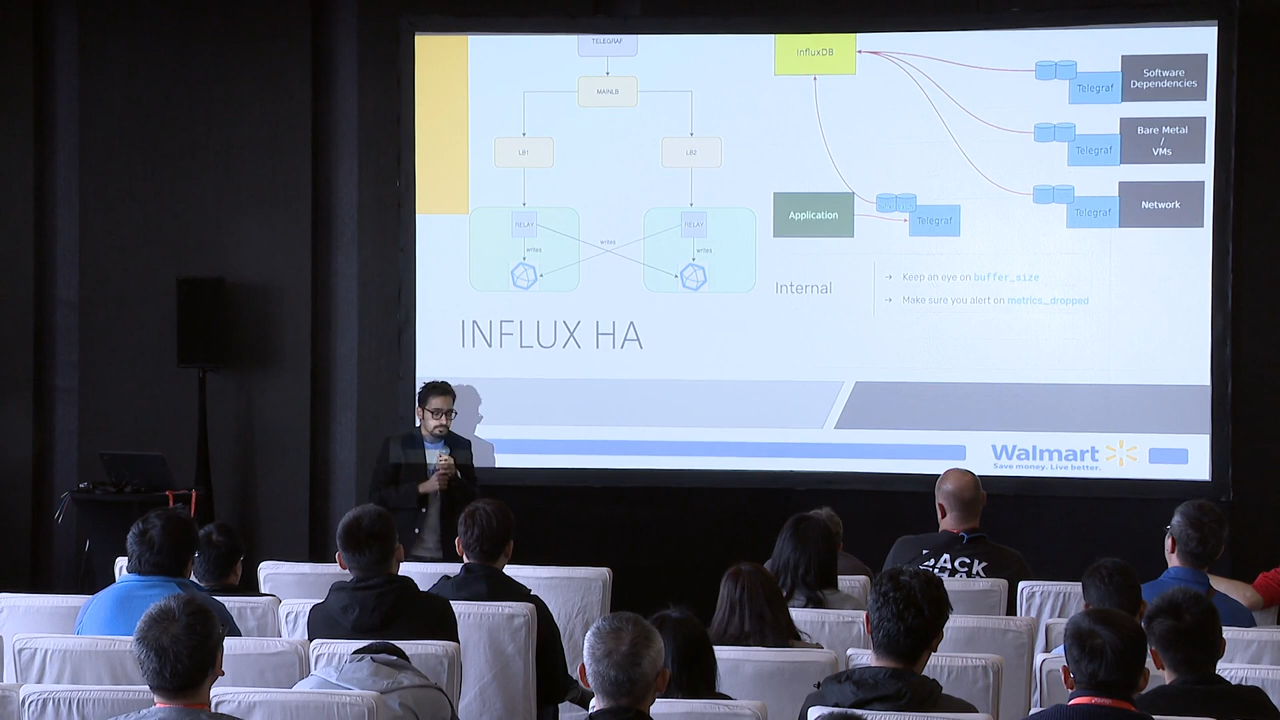 TELEGRAF
MAINLB
LB1
LB2
RELAY
RELAY
writes
writes
writes
INFLUX HA
InfluxDB
Software
Dependencies
Telegraf
Bare Metal
/
VMs
Telegraf
Network
Telegraf
Application
Telegraf
Internal
→ Keep an eye on buffer_size
→ Make sure you alert on metrics_dropped
Walmart
Save money. Live better.